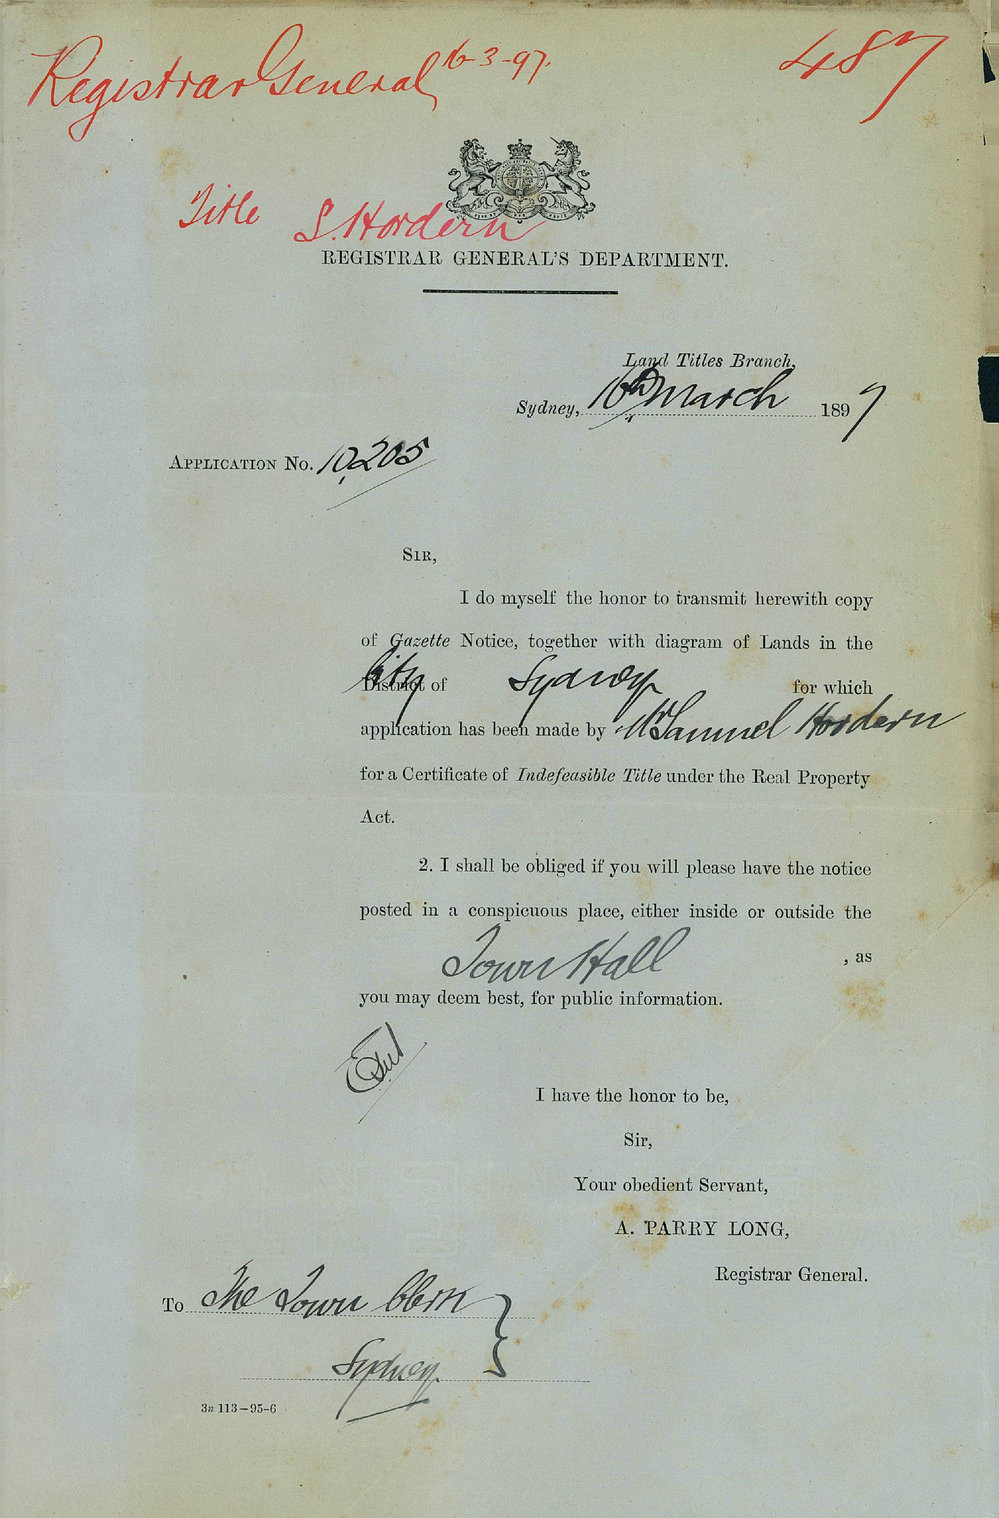 Registrar General 16-3-97.
487
Title S. Hordern
REGISTRAR GENERAL'S DEPARTMENT.
Land Titles Branch,
Sydney, 16th March 1897
APPLICATION No. 10,205
SIR,
I do myself the honor to transmit herewith copy
of Gazette Notice, together with diagram of Lands in the
City
District of Sydney for which
application has been made by Mr Samuel Hordern
for a Certificate of Indefeasible Title under the Real Property
Act.
2. I shall be obliged if you will please have the notice
posted in a conspicuous place, either inside or outside the
Town Hall, as
you may deem best, for public information.
I have the honor to be,
Sir,
Your obedient Servant,
A. PARRY LONG,
Registrar General.
To The Town Clerk
Sydney.
3n 113-95-6